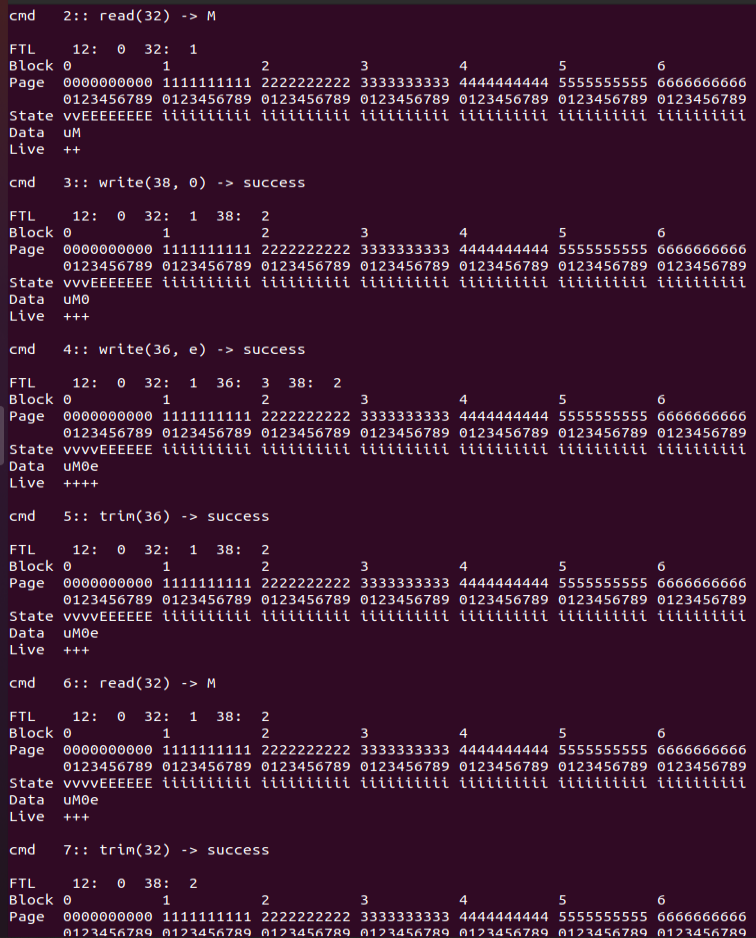 cmd   2:: read(32) -> M
FTL    12:  0  32:  1
Block 0          1          2          3          4          5          6
Page  0000000000 1111111111 2222222222 3333333333 4444444444 5555555555 6666666666
      0123456789 0123456789 0123456789 0123456789 0123456789 0123456789 0123456789
State vvEEEEEEEE iiiiiiiiii iiiiiiiiii iiiiiiiiii iiiiiiiiii iiiiiiiiii iiiiiiiiii
Data  uM
Live  ++
cmd   3:: write(38, 0) -> success
FTL    12:  0  32:  1  38:  2
Block 0          1          2          3          4          5          6
Page  0000000000 1111111111 2222222222 3333333333 4444444444 5555555555 6666666666
      0123456789 0123456789 0123456789 0123456789 0123456789 0123456789 0123456789
State vvvEEEEEEE iiiiiiiiii iiiiiiiiii iiiiiiiiii iiiiiiiiii iiiiiiiiii iiiiiiiiii
Data  uM0
Live  +++
cmd   4:: write(36, e) -> success
FTL    12:  0  32:  1  36:  3  38:  2
Block 0          1          2          3          4          5          6
Page  0000000000 1111111111 2222222222 3333333333 4444444444 5555555555 6666666666
      0123456789 0123456789 0123456789 0123456789 0123456789 0123456789 0123456789
State vvvvEEEEEE iiiiiiiiii iiiiiiiiii iiiiiiiiii iiiiiiiiii iiiiiiiiii iiiiiiiiii
Data  uM0e
Live  ++++
cmd   5:: trim(36) -> success
FTL    12:  0  32:  1  38:  2
Block 0          1          2          3          4          5          6
Page  0000000000 1111111111 2222222222 3333333333 4444444444 5555555555 6666666666
      0123456789 0123456789 0123456789 0123456789 0123456789 0123456789 0123456789
State vvvvEEEEEE iiiiiiiiii iiiiiiiiii iiiiiiiiii iiiiiiiiii iiiiiiiiii iiiiiiiiii
Data  uM0e
Live  +++
cmd   6:: read(32) -> M
FTL    12:  0  32:  1  38:  2
Block 0          1          2          3          4          5          6
Page  0000000000 1111111111 2222222222 3333333333 4444444444 5555555555 6666666666
      0123456789 0123456789 0123456789 0123456789 0123456789 0123456789 0123456789
State vvvvEEEEEE iiiiiiiiii iiiiiiiiii iiiiiiiiii iiiiiiiiii iiiiiiiiii iiiiiiiiii
Data  uM0e
Live  +++
cmd   7:: trim(32) -> success
FTL    12:  0  38:  2
Block 0          1          2          3          4          5          6
Page  0000000000 1111111111 2222222222 3333333333 4444444444 5555555555 6666666666
      0123456789 0123456789 0123456789 0123456789 0123456789 0123456789 0123456789